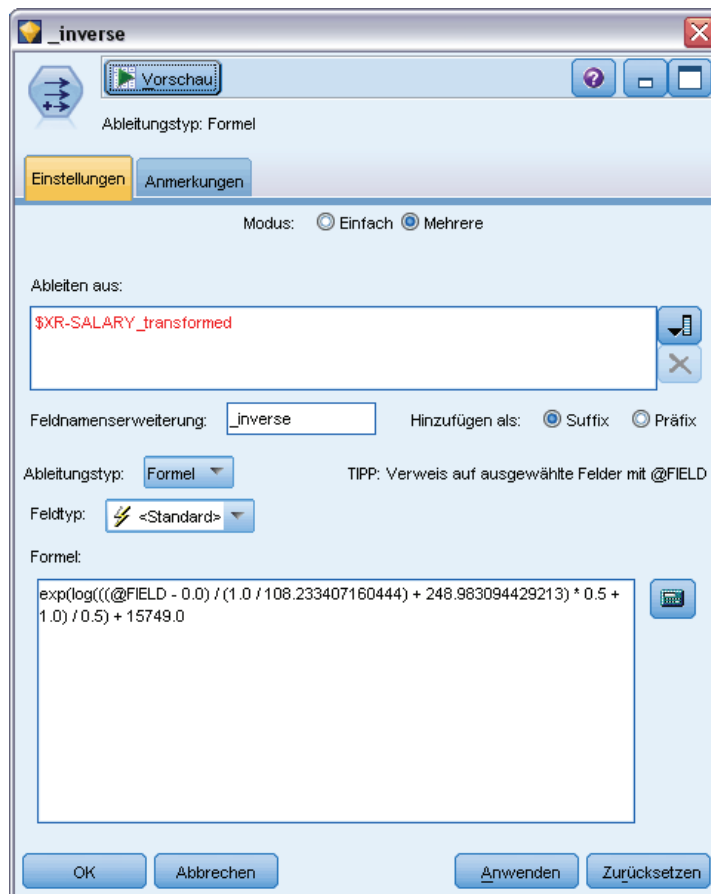 _inverse
Vorschau
Ableitungstyp: Formel
Einstellungen Anmerkungen
Modus: Einfach Mehrere
Ableiten aus:
$XR-SALARY_transformed
Feldnamenserweiterung: _inverse Hinzufügen als: Suffix Präfix
Ableitungstyp: Formel TIPP: Verweis auf ausgewählte Felder mit @FIELD
Feldtyp: <Standard>
Formel:
exp(log(((@FIELD - 0.0) / (1.0 / 108.233407160444) + 248.983094429213) * 0.5 +
1.0) / 0.5) + 15749.0
OK Abbrechen Anwenden Zurücksetzen